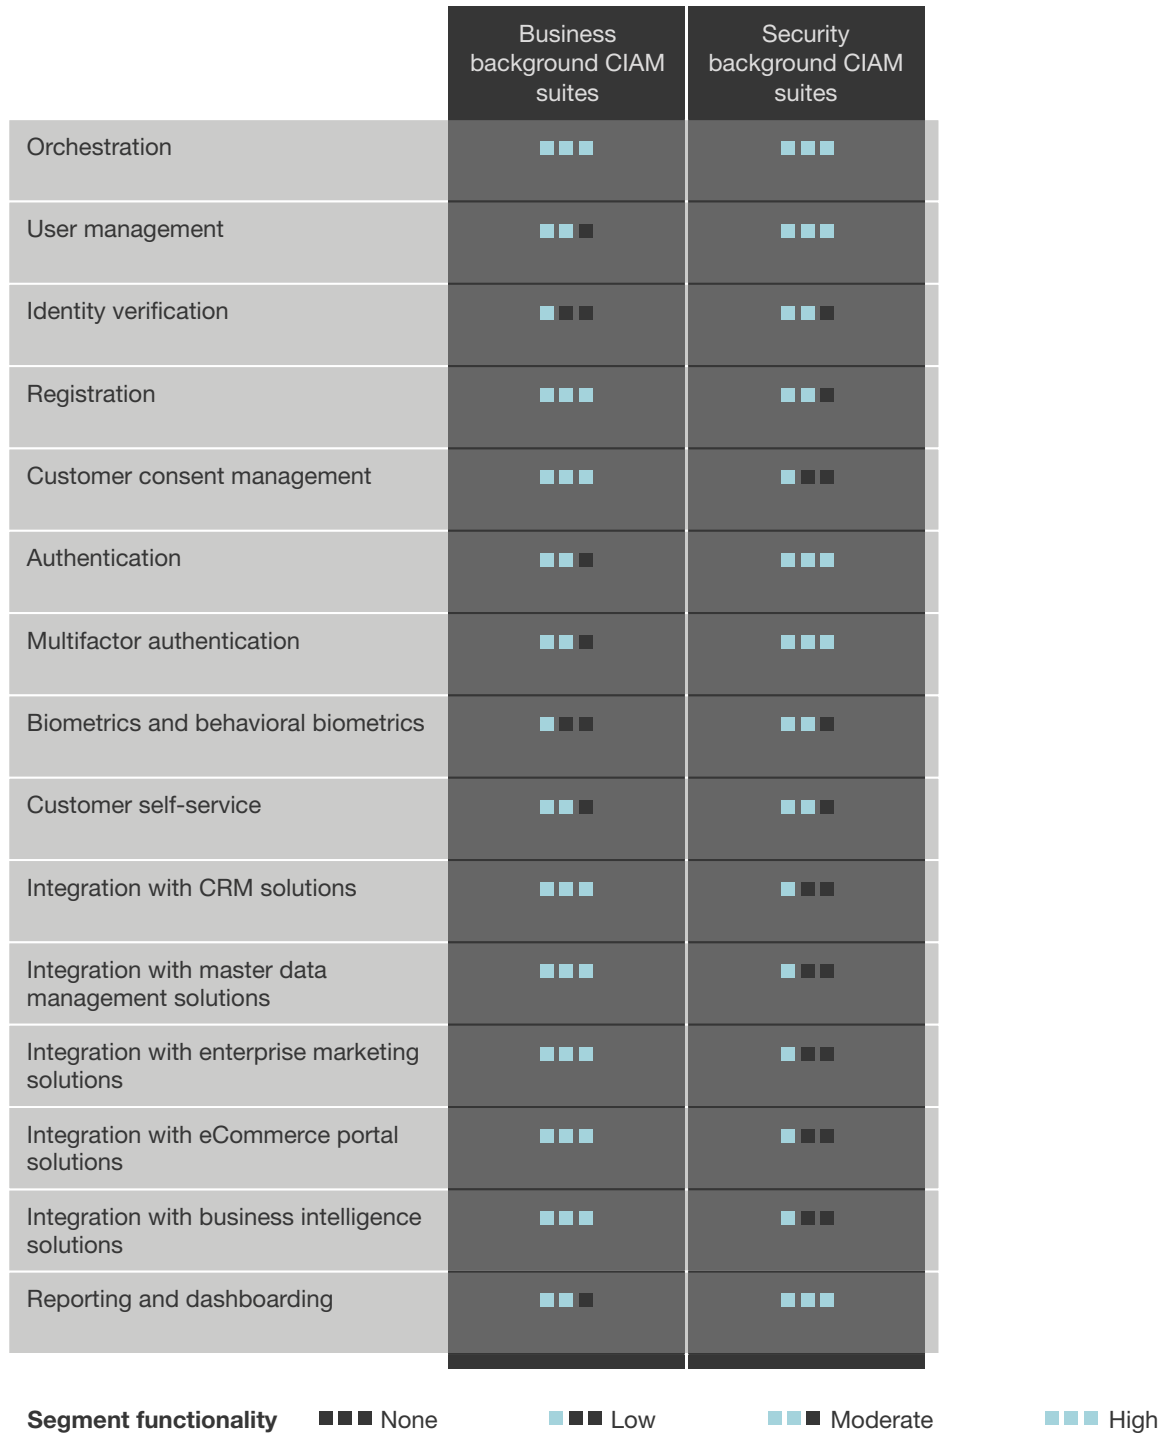 Business
background CIAM
suites
Security
background CIAM
suites
Orchestration
User management
Identity verification
Registration
Customer consent management
Authentication
Multifactor authentication
Biometrics and behavioral biometrics
Customer self-service
Integration with CRM solutions
Integration with master data
management solutions
Integration with enterprise marketing
solutions
Integration with eCommerce portal
solutions
Integration with business intelligence
solutions
Reporting and dashboarding
Segment functionality None Low Moderate High